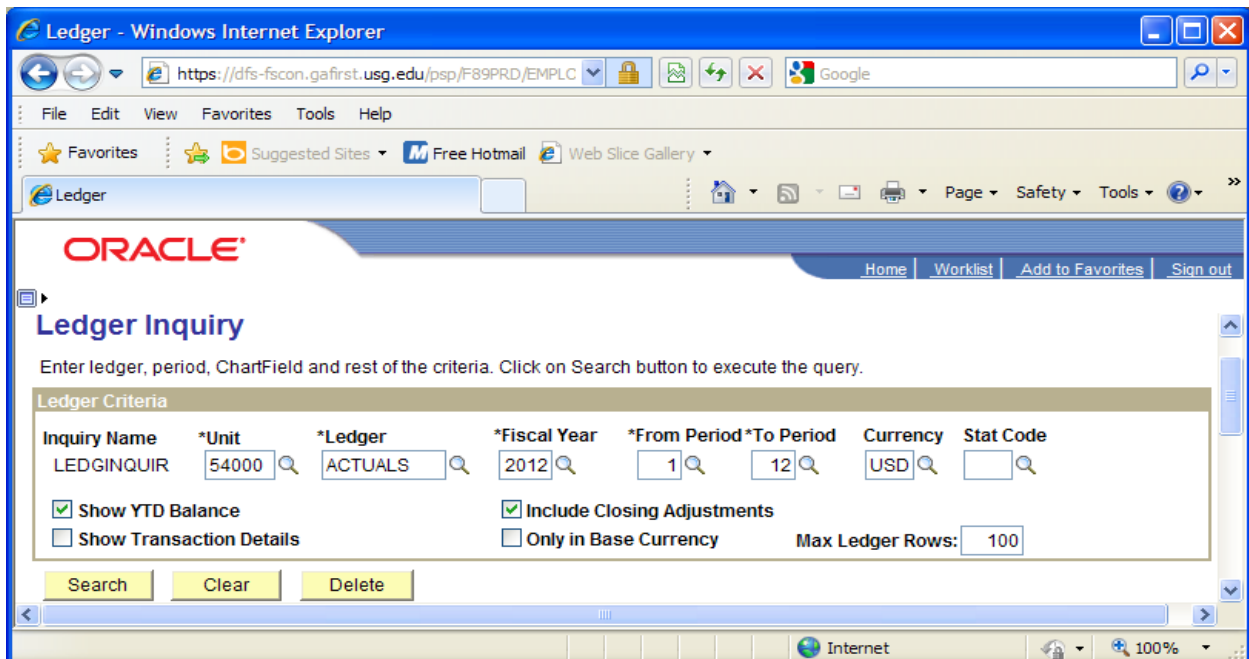 Ledger - Windows Internet Explorer
https://dfs-fscon.gafirst.usg.edu/psp/F89PRD/EMPLC
Google
File Edit View Favorites Tools Help
Favorites Suggested Sites Free Hotmail Web Slice Gallery
Ledger Page Safety Tools »
ORACLE
Home Worklist Add to Favorites Sign out
Ledger Inquiry
Enter ledger, period, ChartField and rest of the criteria. Click on Search button to execute the query.
Ledger Criteria
Inquiry Name *Unit *Ledger *Fiscal Year *From Period *To Period Currency Stat Code
LEDGINQUIR 54000 ACTUALS 2012 1 12 USD
Show YTD Balance Include Closing Adjustments
Show Transaction Details Only in Base Currency Max Ledger Rows: 100
Search Clear Delete
Internet 100%